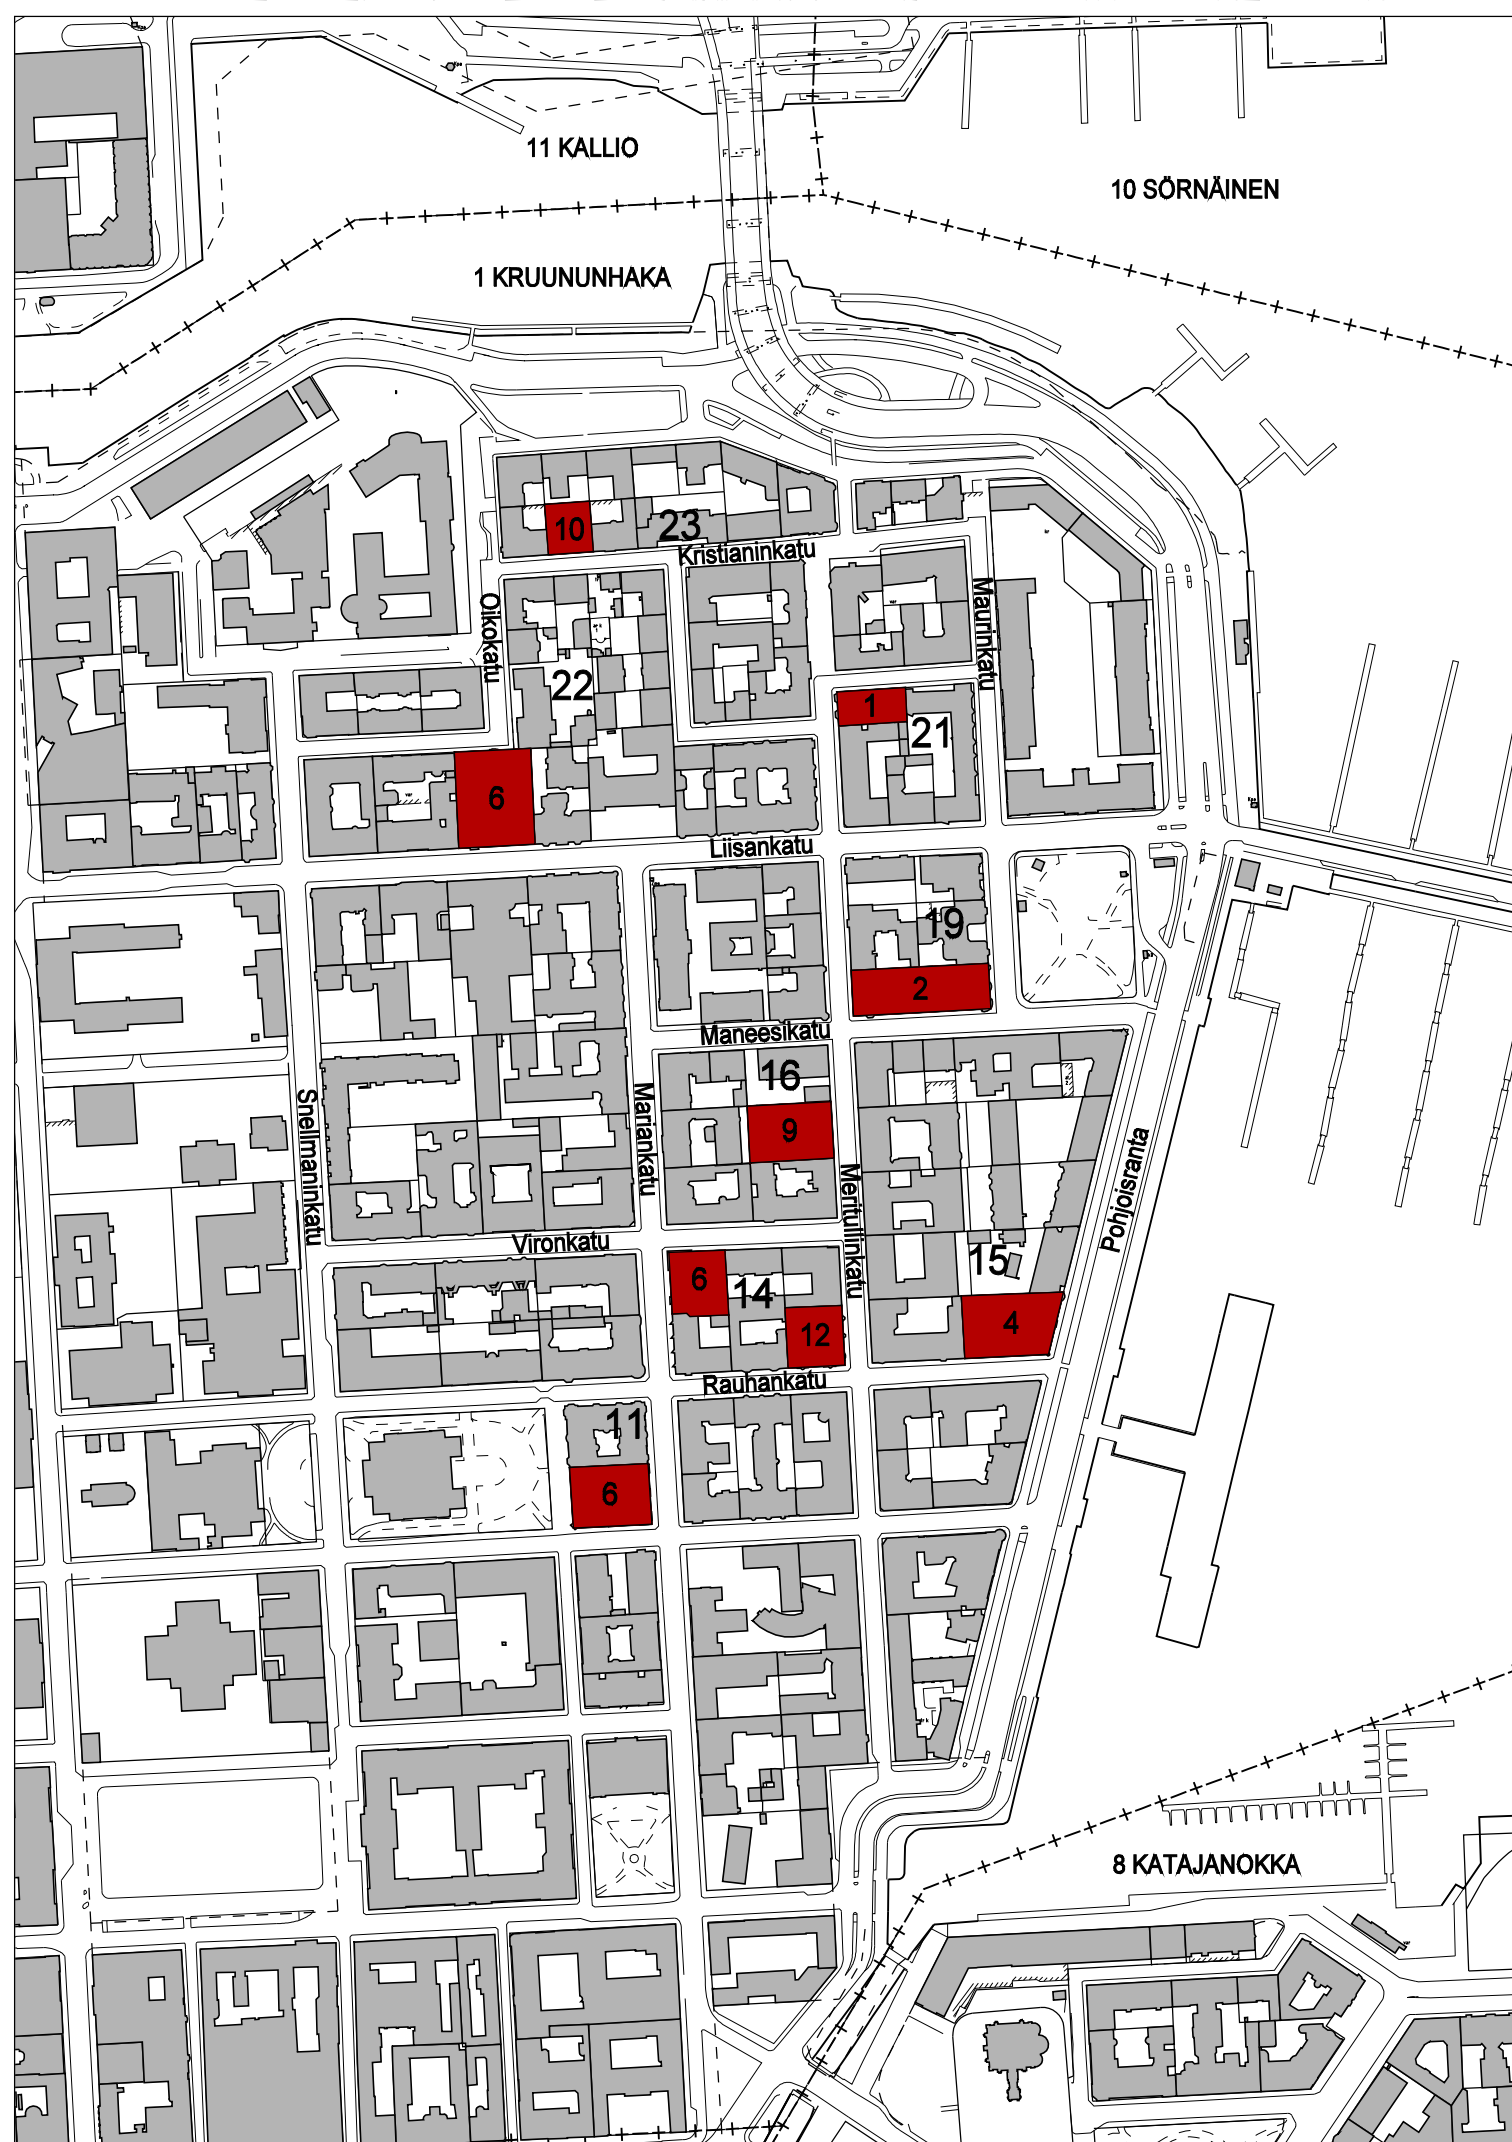 11 KALLIO
10 SÖRNÄINEN
1 KRUUNUNHAKA
10
23
Kristianinkatu
Oikokatu
Maurinkatu
22
1
21
6
Liisankatu
19
2
Maneesikatu
16
Snellmaninkatu
Mariankatu
9
Meritullinkatu
Pohjoisranta
Vironkatu
15
6
14
4
12
Rauhankatu
11
6
8 KATAJANOKKA